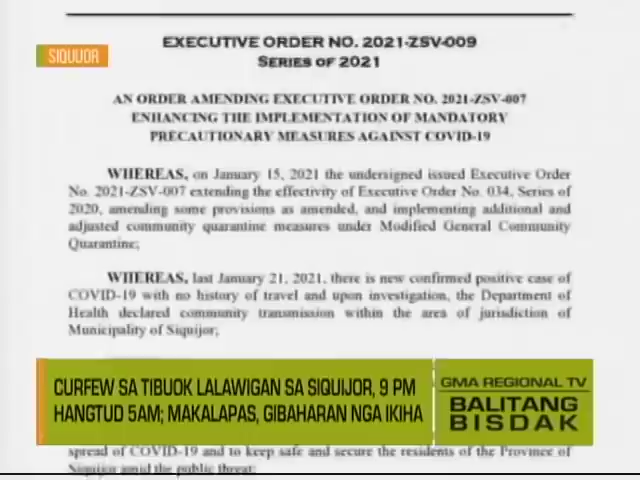 EXECUTIVE ORDER NO. 2021-ZSV-009
SERIES OF 2021
SIQUIJOR
AN ORDER AMENDING EXECUTIVE ORDER NO. 2021-ZSV-007
ENHANCING THE IMPLEMENTATION OF MANDATORY
PRECAUTIONARY MEASURES AGAINST COVID-19
WHEREAS, on January 15, 2021 the undersigned issued Executive Order
No. 2021-ZSV-007 extending the effectivity of Executive Order No. 034, Series of
2020, amending some provisions as amended, and implementing additional and
adjusted community quarantine measures under Modified General Community
Quarantine;
WHEREAS, last January 21, 2021, there is new confirmed positive case of
COVID-19 with no history of travel and upon investigation, the Department of
Health declared community transmission within the area of jurisdiction of
Municipality of Siquijor;
CURFEW SA TIBUOK LALAWIGAN SA SIQUIJOR, 9 PM
HANGTUD 5AM; MAKALAPAS, GIBAHARAN NGA IKIHA
GMA REGIONAL TV
BALITANG
BISDAK
spread of COVID-19 and to keep safe and secure the residents of the Province of
Siquijor amid the public threat;